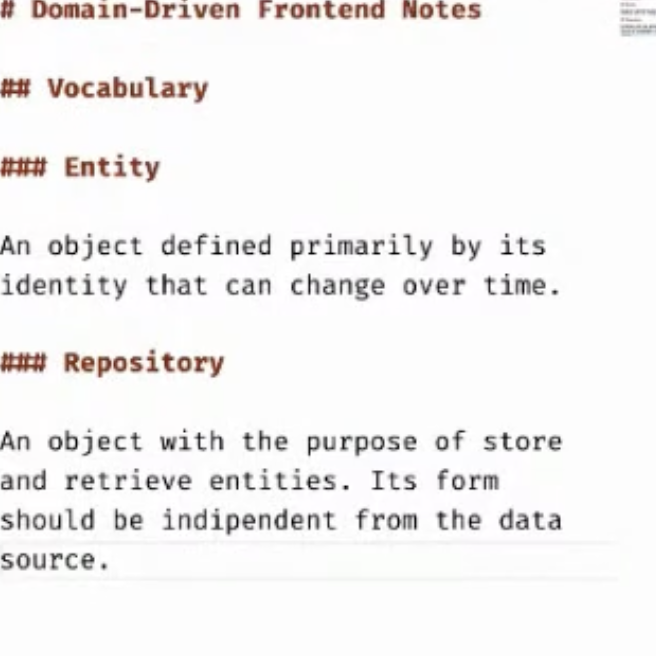 # Domain-Driven Frontend Notes
## Vocabulary
### Entity
An object defined primarily by its
identity that can change over time.
### Repository
An object with the purpose of store
and retrieve entities. Its form
should be indipendent from the data
source.